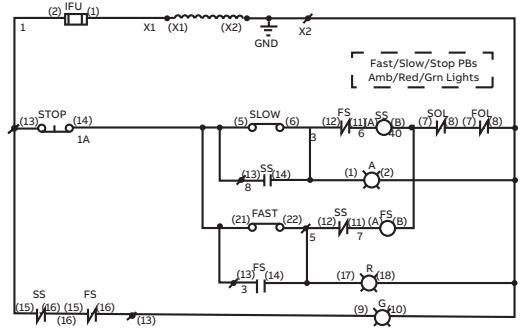 IFU
(2) (1)
1 X1 (X1) (X2) X2
GND
Fast/Slow/Stop PBs
Amb/Red/Grn Lights
STOP SLOW FS SS SOL FOL
(13) (14) (5) (6) (12) (11) (A) (B) (7) (8) (7) (8)
1A 3 6 40
SS A
(13) (14) (1) (2)
8
FAST SS FS
(21) (22) (12) (11) (A) (B)
5 7
FS R
(13) (14) (17) (18)
3
SS FS G
(15) (16) (15) (16) (9) (10)
(16) (13)